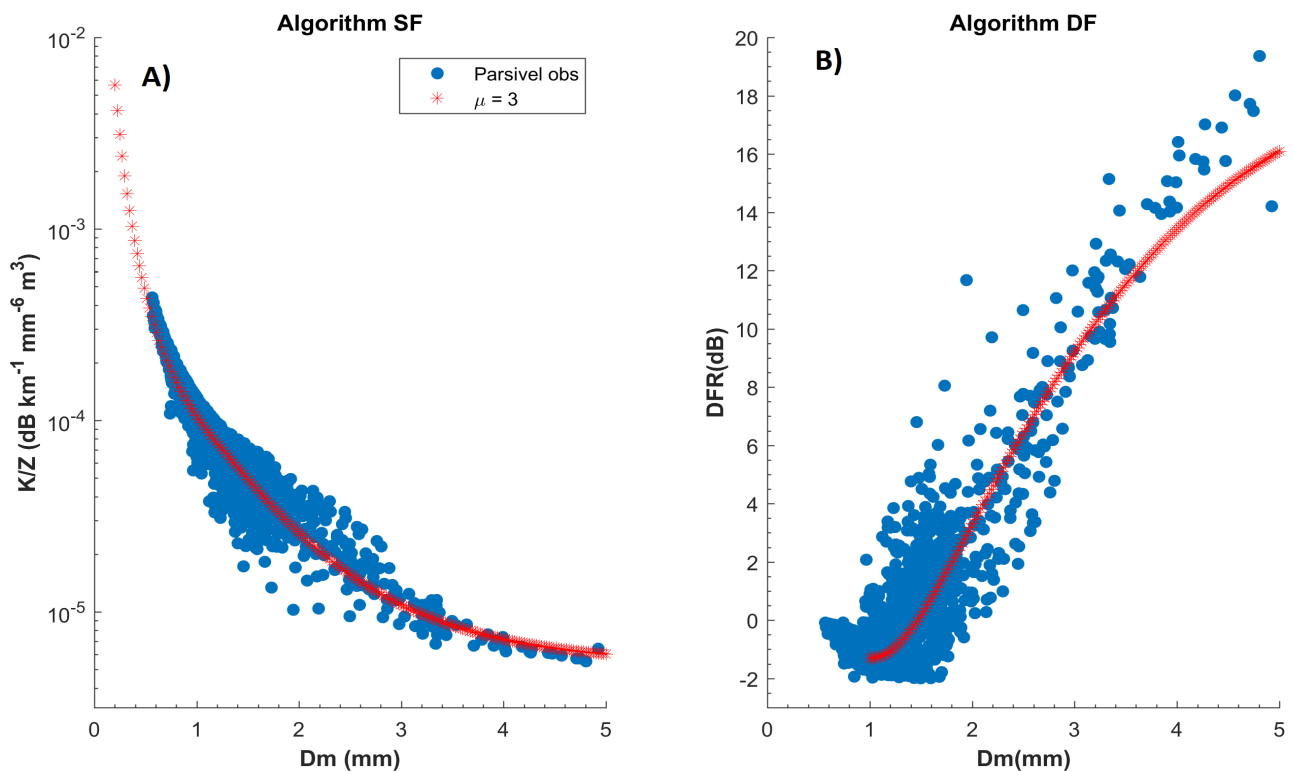 Algorithm SF
A)
Parsivel obs
μ = 3
10^-2
10^-3
10^-4
10^-5
K/Z (dB km^-1 mm^-6 m^3)
0 1 2 3 4 5
Dm (mm)
Algorithm DF
B)
20
18
16
14
12
10
8
6
4
2
0
-2
DFR(dB)
0 1 2 3 4 5
Dm(mm)